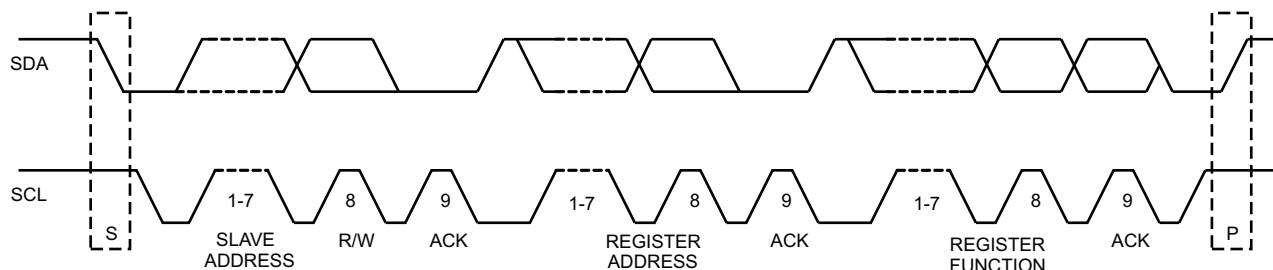 SDA
SCL
1-7
8
9
1-7
8
9
1-7
8
9
S
SLAVE
ADDRESS
R/W
ACK
REGISTER
ADDRESS
ACK
REGISTER
FUNCTION
ACK
P